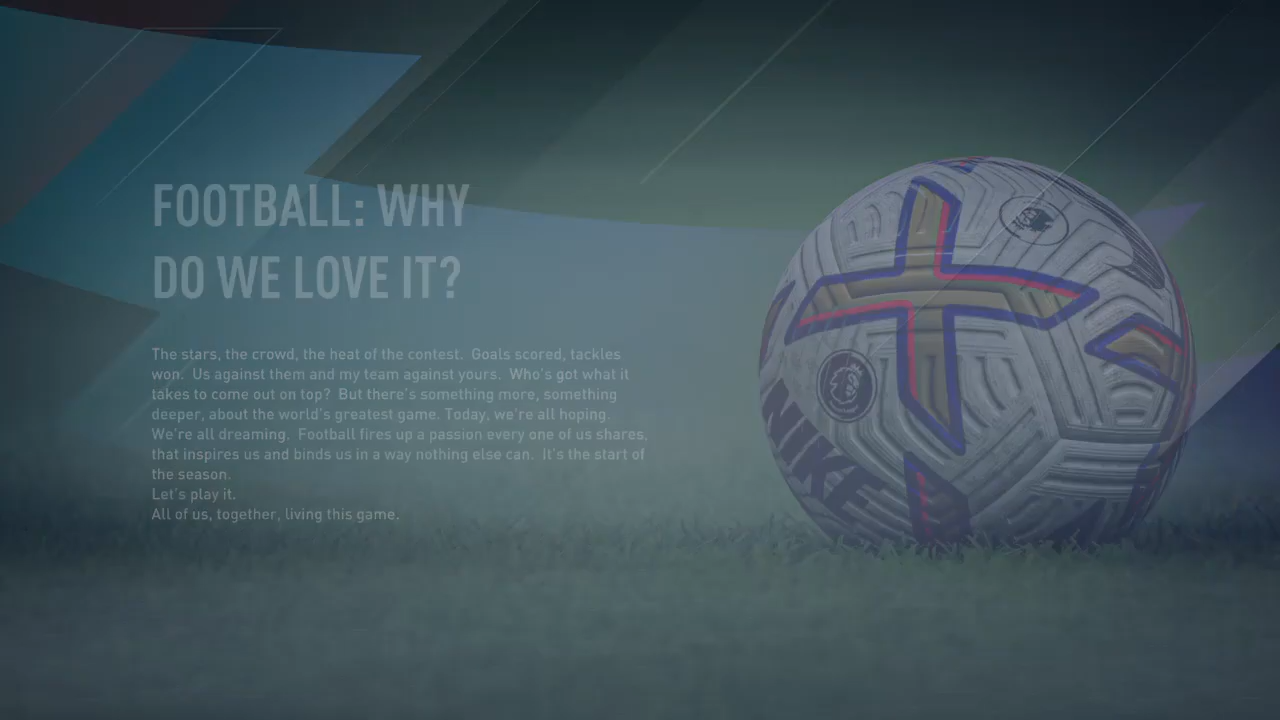 FOOTBALL: WHY
DO WE LOVE IT?
The stars, the crowd, the heat of the contest.  Goals scored, tackles
won.  Us against them and my team against yours.  Who's got what it
takes to come out on top?  But there's something more, something
deeper, about the world's greatest game. Today, we're all hoping.
We're all dreaming.  Football fires up a passion every one of us shares,
that inspires us and binds us in a way nothing else can.  It's the start of
the season.
Let's play it.
All of us, together, living this game.
NIKE